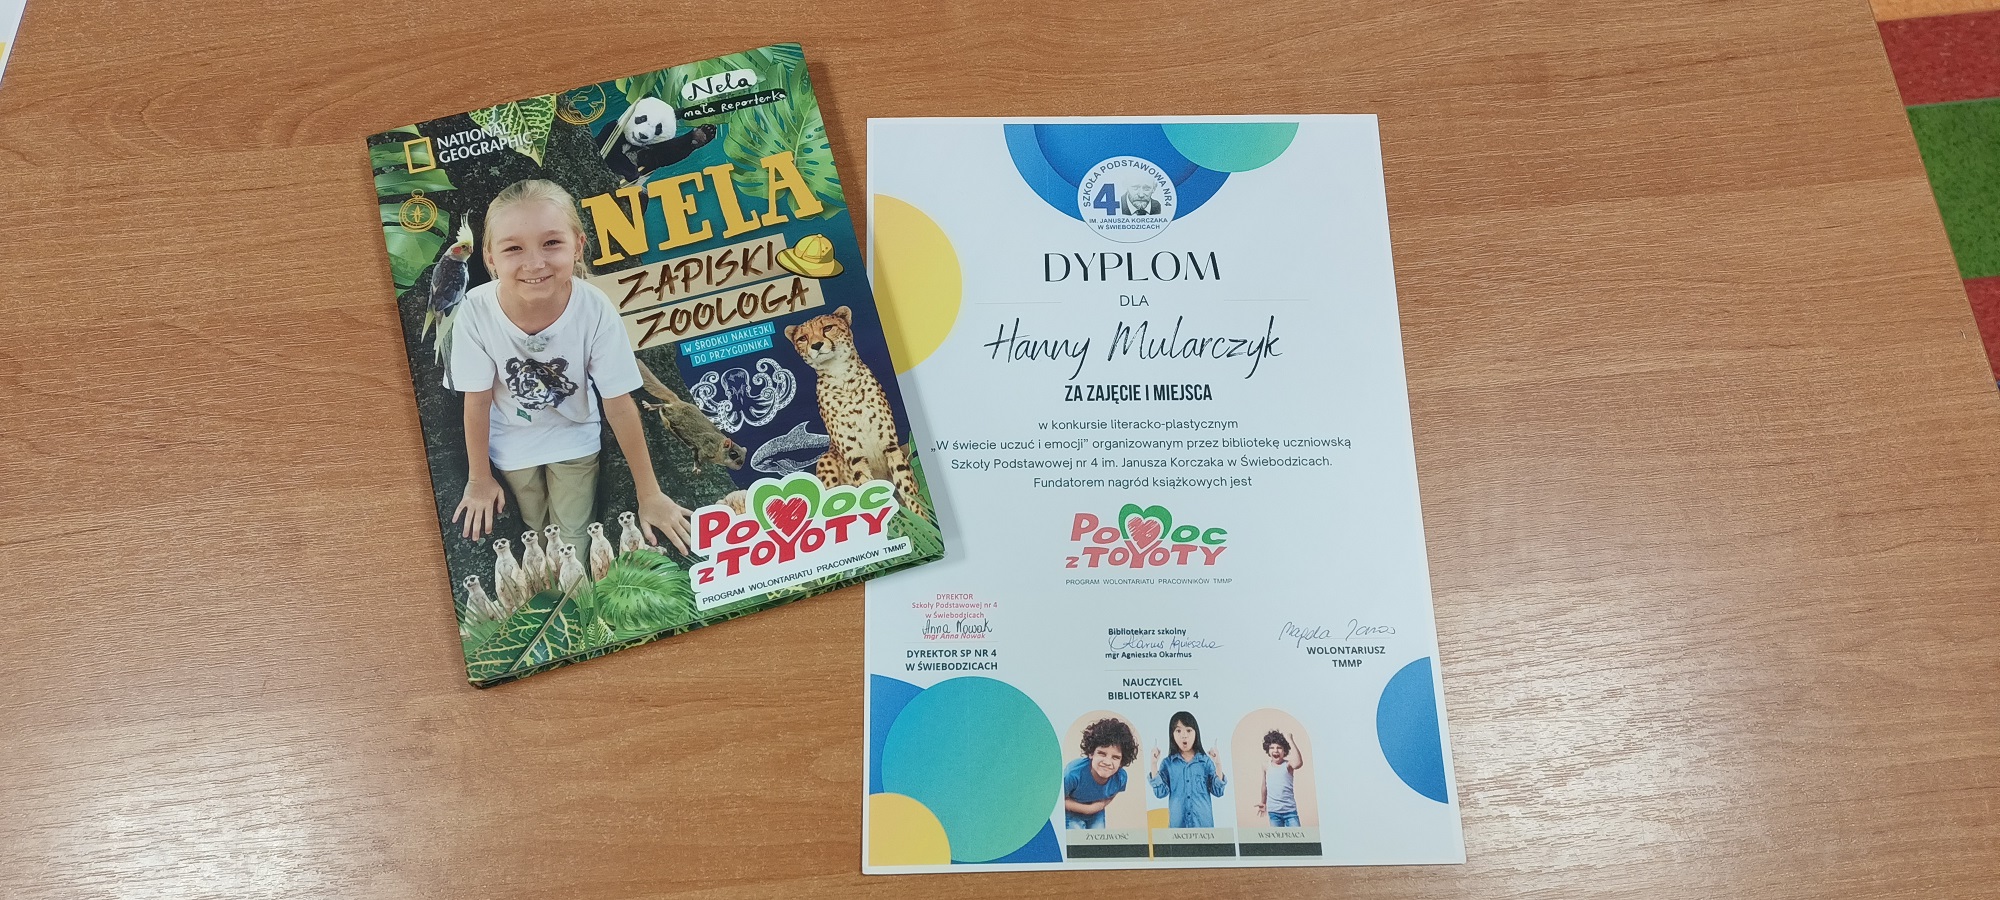 NATIONAL
GEOGRAPHIC
Nela
mała Reporterka
NELA
ZAPISKI
ZOOLOGA
W ŚRODKU NAKLEJKI
DO PRZYGODNIKA
POMOC
Z TOYOTY
PROGRAM WOLONTARIATU PRACOWNIKÓW TMMP
SZKOŁA PODSTAWOWA NR4
4
IM. JANUSZA KORCZAKA
W ŚWIEBODZICACH
DYPLOM
DLA
Hanny Mularczyk
ZA ZAJĘCIE I MIEJSCA
w konkursie literacko-plastycznym
„W świecie uczuć i emocji” organizowanym przez bibliotekę uczniowską
Szkoły Podstawowej nr 4 im. Janusza Korczaka w Świebodzicach.
Fundatorem nagród książkowych jest
POMOC
Z TOYOTY
PROGRAM WOLONTARIATU PRACOWNIKÓW TMMP
DYREKTOR
Szkoły Podstawowej nr 4
w Świebodzicach
Anna Nowak
mgr Anna Nowak
DYREKTOR SP NR 4
W ŚWIEBODZICACH
Bibliotekarz szkolny
Okarmus Agnieszka
mgr Agnieszka Okarmus
NAUCZYCIEL
BIBLIOTEKARZ SP 4
Magda
WOLONTARIUSZ
TMMP
ŻYCZLIWOŚĆ
AKCEPTACJA
WSPÓŁPRACA